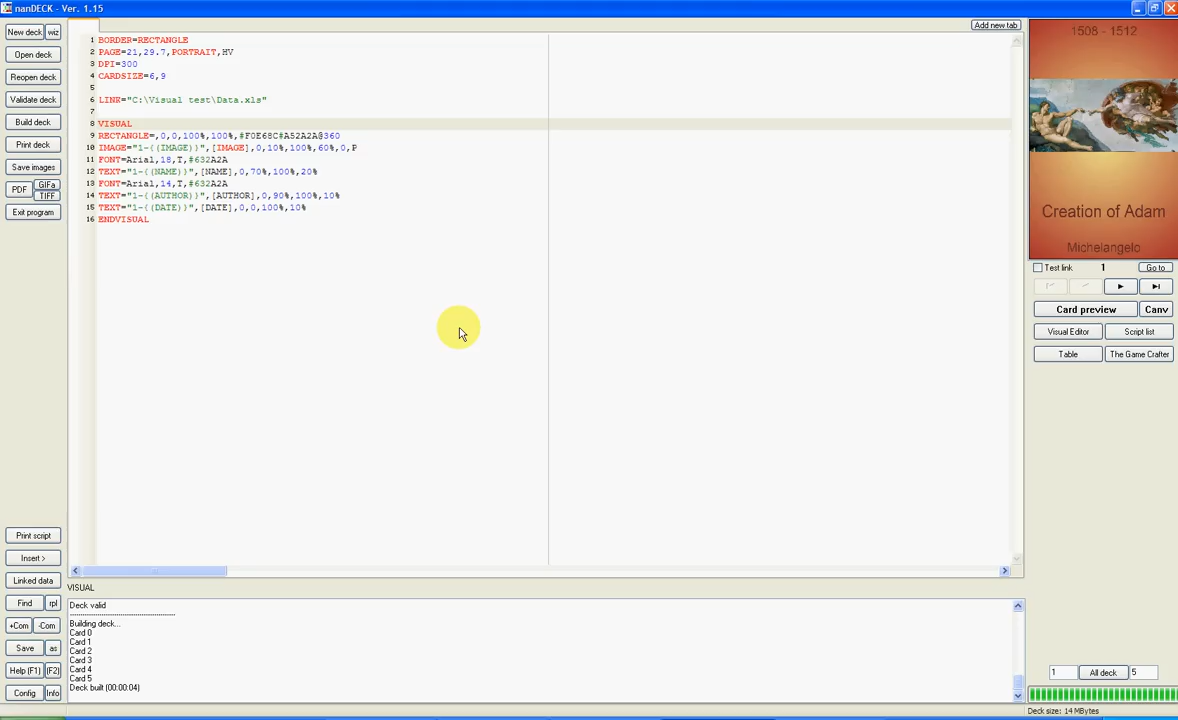 nanDECK - Ver. 1.15
New deck wiz
Open deck
Reopen deck
Validate deck
Build deck
Print deck
Save images
PDF GIFa
TIFF
Exit program
Print script
Insert >
Linked data
Find rpl
+Com -Com
Save as
Help (F1) (F2)
Config Info
Add new tab
1 BORDER=RECTANGLE
2 PAGE=21,29.7,PORTRAIT,HV
3 DPI=300
4 CARDSIZE=6,9
5
6 LINK="C:\Visual test\Data.xls"
7
8 VISUAL
9 RECTANGLE=,0,0,100%,100%,#F0E68C#A52A2A@360
10 IMAGE="1-{(IMAGE)}",[IMAGE],0,10%,100%,60%,0,P
11 FONT=Arial,18,T,#632A2A
12 TEXT="1-{(NAME)}",[NAME],0,70%,100%,20%
13 FONT=Arial,14,T,#632A2A
14 TEXT="1-{(AUTHOR)}",[AUTHOR],0,90%,100%,10%
15 TEXT="1-{(DATE)}",[DATE],0,0,100%,10%
16 ENDVISUAL
VISUAL
Deck valid
----------------------------------------
Building deck...
Card 0
Card 1
Card 2
Card 3
Card 4
Card 5
Deck built (00:00:04)
1508 - 1512
Creation of Adam
Michelangelo
Test link 1 Go to
Card preview Canv
Visual Editor Script list
Table The Game Crafter
1 All deck 5
Deck size: 14 MBytes